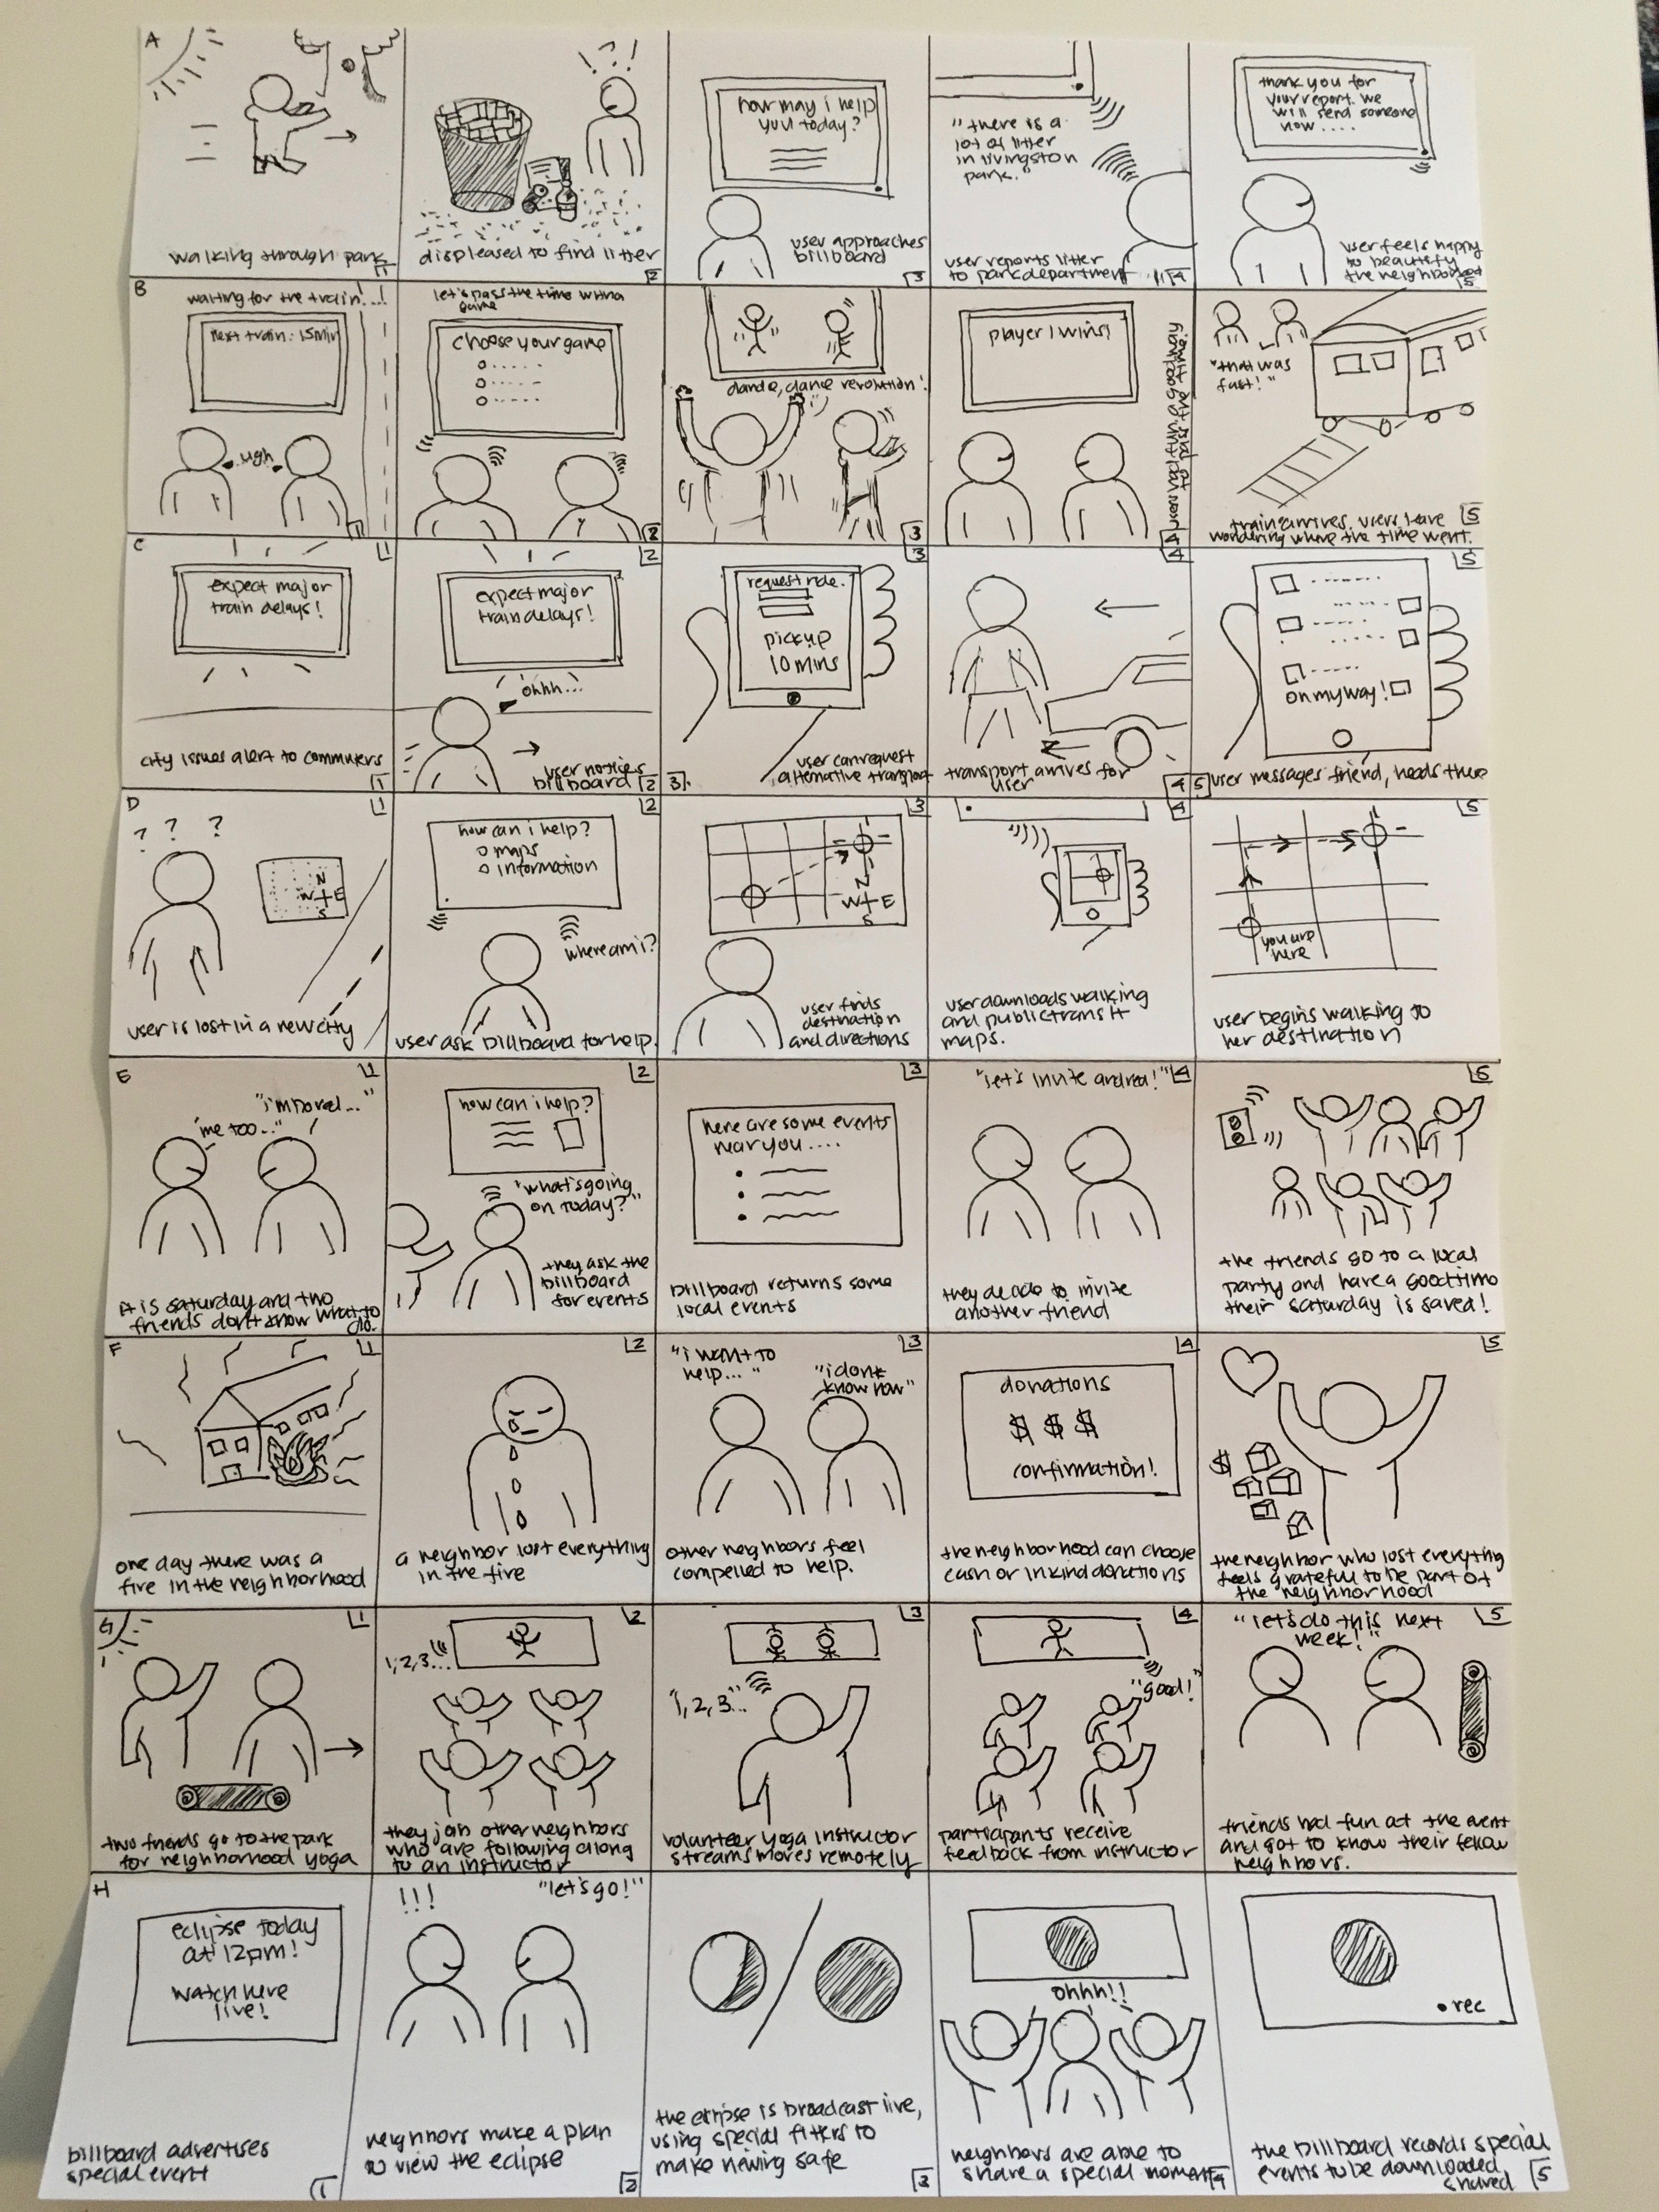 A
walking through park
1
! ? !
displeased to find litter
2
how may i help
you today?
user approaches
billboard
3
"there is a
lot of litter
in livingston
park."
user reports litter
to park department
4
thank you for
your report. we
will send someone
now....
user feels happy
to beautify
the neighborhood
5
B
waiting for the train!...!
next train: 15min
ugh
1
let's pass the time with a
game
choose your game
2
dance, dance revolution!
3
player 1 wins!
users had fun, & good way
to pass the time!
4
"that was
fast!"
train arrives, users leave
wondering where the time went.
5
C
1
expect major
train delays!
city issues alert to commuters
1
2
expect major
train delays!
ohhh...
user notices
billboard
2
3
request ride.
pickup
10 mins
user can request
alternative transport
3
4
transport arrives for
user
4
5
on my way!
user messages friend, heads there
5
D
1
? ? ?
N
W E
S
user is lost in a new city
2
how can i help?
maps
information
where am i?
user ask billboard for help.
3
N
W E
S
user finds
destination
and directions
4
user downloads walking
and public transit
maps.
5
you are
here
user begins walking to
her destination
E
1
"i'm bored..."
"me too..."
it is saturday and two
friends don't know what to
do.
2
how can i help?
"what's going
on today?"
they ask the
billboard
for events
3
here are some events
near you....
billboard returns some
local events
"let's invite andrea!"
4
they decide to invite
another friend
5
the friends go to a local
party and have a good time
their saturday is saved!
F
1
one day there was a
fire in the neighborhood
2
a neighbor lost everything
in the fire
3
"i want to
help..."
"i don't
know how"
other neighbors feel
compelled to help.
4
donations
$ $ $
confirmation!
the neighborhood can choose
cash or in kind donations
5
$
the neighbor who lost everything
feels grateful to be part of
the neighborhood
G
1
two friends go to the park
for neighborhood yoga
2
1,2,3...
they join other neighbors
who are following along
to an instructor
3
"1,2,3..."
volunteer yoga instructor
streams moves remotely
4
"good!"
participants receive
feedback from instructor
5
"let's do this next
week!"
friends had fun at the event
and got to know their fellow
neighbors.
H
eclipse today
at 12pm!
watch here
live!
billboard advertises
special event
1
!!!
"let's go!"
neighbors make a plan
to view the eclipse
2
the eclipse is broadcast live,
using special filters to
make viewing safe
3
ohhh!!
neighbors are able to
share a special moment
4
rec
the billboard records special
events to be downloaded
shared
5